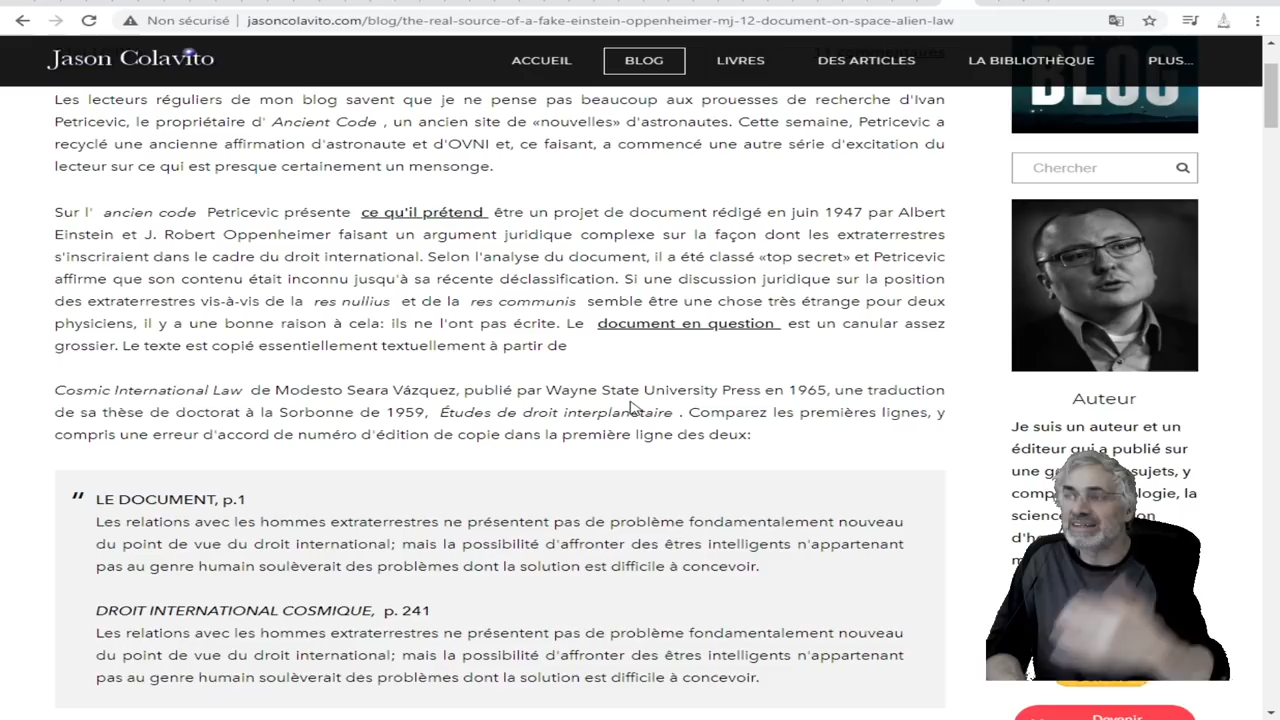 Non sécurisé | jasoncolavito.com/blog/the-real-source-of-a-fake-einstein-oppenheimer-mj-12-document-on-space-alien-law
Jason Colavito
ACCUEIL
BLOG
LIVRES
DES ARTICLES
LA BIBLIOTHÈQUE
PLUS...
Les lecteurs réguliers de mon blog savent que je ne pense pas beaucoup aux prouesses de recherche d'Ivan
Petricevic, le propriétaire d' Ancient Code , un ancien site de «nouvelles» d'astronautes. Cette semaine, Petricevic a
recyclé une ancienne affirmation d'astronaute et d'OVNI et, ce faisant, a commencé une autre série d'excitation du
lecteur sur ce qui est presque certainement un mensonge.
Sur l' ancien code Petricevic présente ce qu'il prétend être un projet de document rédigé en juin 1947 par Albert
Einstein et J. Robert Oppenheimer faisant un argument juridique complexe sur la façon dont les extraterrestres
s'inscriraient dans le cadre du droit international. Selon l'analyse du document, il a été classé «top secret» et Petricevic
affirme que son contenu était inconnu jusqu'à sa récente déclassification. Si une discussion juridique sur la position
des extraterrestres vis-à-vis de la res nullius et de la res communis semble être une chose très étrange pour deux
physiciens, il y a une bonne raison à cela: ils ne l'ont pas écrite. Le document en question est un canular assez
grossier. Le texte est copié essentiellement textuellement à partir de
Cosmic International Law de Modesto Seara Vázquez, publié par Wayne State University Press en 1965, une traduction
de sa thèse de doctorat à la Sorbonne de 1959, Études de droit interplanétaire . Comparez les premières lignes, y
compris une erreur d'accord de numéro d'édition de copie dans la première ligne des deux:
“ LE DOCUMENT, p.1
Les relations avec les hommes extraterrestres ne présentent pas de problème fondamentalement nouveau
du point de vue du droit international; mais la possibilité d'affronter des êtres intelligents n'appartenant
pas au genre humain soulèverait des problèmes dont la solution est difficile à concevoir.
DROIT INTERNATIONAL COSMIQUE, p. 241
Les relations avec les hommes extraterrestres ne présentent pas de problème fondamentalement nouveau
du point de vue du droit international; mais la possibilité d'affronter des êtres intelligents n'appartenant
pas au genre humain soulèverait des problèmes dont la solution est difficile à concevoir.
BLOG
Chercher
Auteur
Je suis un auteur et un
éditeur qui a publié sur
une sujets, y
la
Devenir